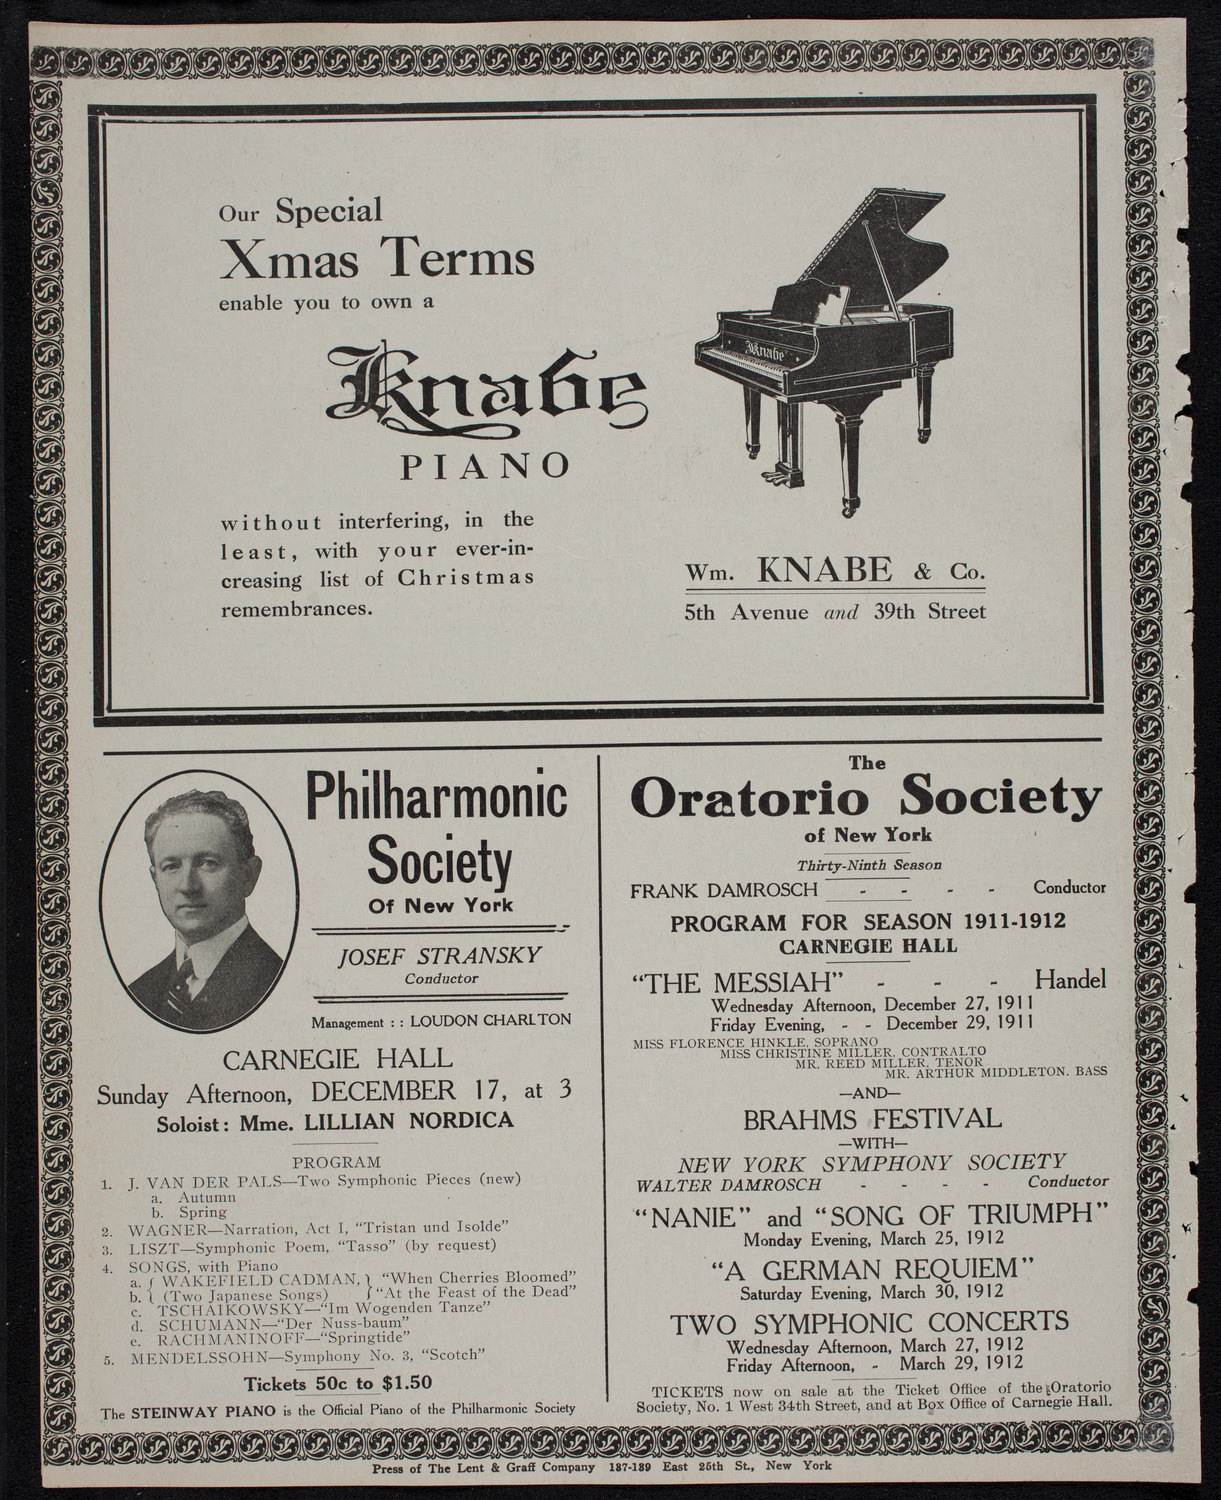 Our Special
Xmas Terms
enable you to own a
Knabe
PIANO
without interfering, in the
least, with your ever-in-
creasing list of Christmas
remembrances.
Knabe
Wm. KNABE & Co.
5th Avenue and 39th Street
Philharmonic
Society
Of New York
JOSEF STRANSKY
Conductor
Management : : LOUDON CHARLTON
CARNEGIE HALL
Sunday Afternoon, DECEMBER 17, at 3
Soloist: Mme. LILLIAN NORDICA
PROGRAM
1. J. VAN DER PALS—Two Symphonic Pieces (new)
a. Autumn
b. Spring
2. WAGNER—Narration, Act I, "Tristan und Isolde"
3. LISZT—Symphonic Poem, "Tasso" (by request)
4. SONGS, with Piano
a. { WAKEFIELD CADMAN, } "When Cherries Bloomed"
b. { (Two Japanese Songs) } "At the Feast of the Dead"
c. TSCHAIKOWSKY—"Im Wogenden Tanze"
d. SCHUMANN—"Der Nuss-baum"
e. RACHMANINOFF—"Springtide"
5. MENDELSSOHN—Symphony No. 3, "Scotch"
Tickets 50c to $1.50
The STEINWAY PIANO is the Official Piano of the Philharmonic Society
The
Oratorio Society
of New York
Thirty-Ninth Season
FRANK DAMROSCH - - - - Conductor
PROGRAM FOR SEASON 1911-1912
CARNEGIE HALL
"THE MESSIAH" - - - Handel
Wednesday Afternoon, December 27, 1911
Friday Evening, - - December 29, 1911
MISS FLORENCE HINKLE, SOPRANO
MISS CHRISTINE MILLER, CONTRALTO
MR. REED MILLER, TENOR
MR. ARTHUR MIDDLETON, BASS
—AND—
BRAHMS FESTIVAL
—WITH—
NEW YORK SYMPHONY SOCIETY
WALTER DAMROSCH - - - - Conductor
"NANIE" and "SONG OF TRIUMPH"
Monday Evening, March 25, 1912
"A GERMAN REQUIEM"
Saturday Evening, March 30, 1912
TWO SYMPHONIC CONCERTS
Wednesday Afternoon, March 27, 1912
Friday Afternoon, - March 29, 1912
TICKETS now on sale at the Ticket Office of the Oratorio
Society, No. 1 West 34th Street, and at Box Office of Carnegie Hall.
Press of The Lent & Graff Company 137-139 East 25th St., New York